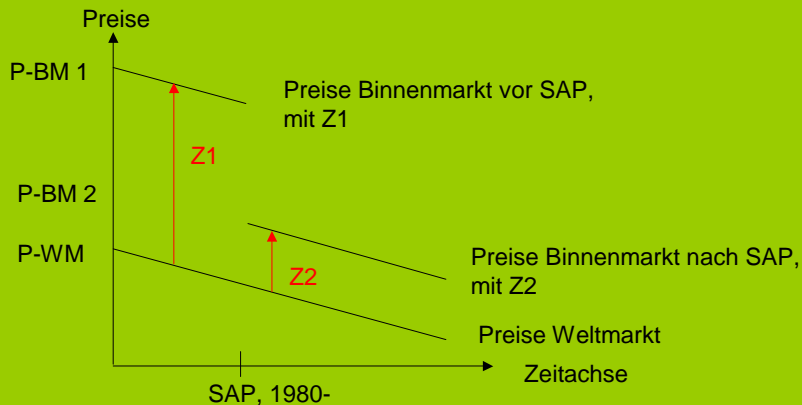 Preise
P-BM 1
Preise Binnenmarkt vor SAP,
mit Z1
Z1
P-BM 2
P-WM
Preise Binnenmarkt nach SAP,
mit Z2
Z2
Preise Weltmarkt
Zeitachse
SAP, 1980-